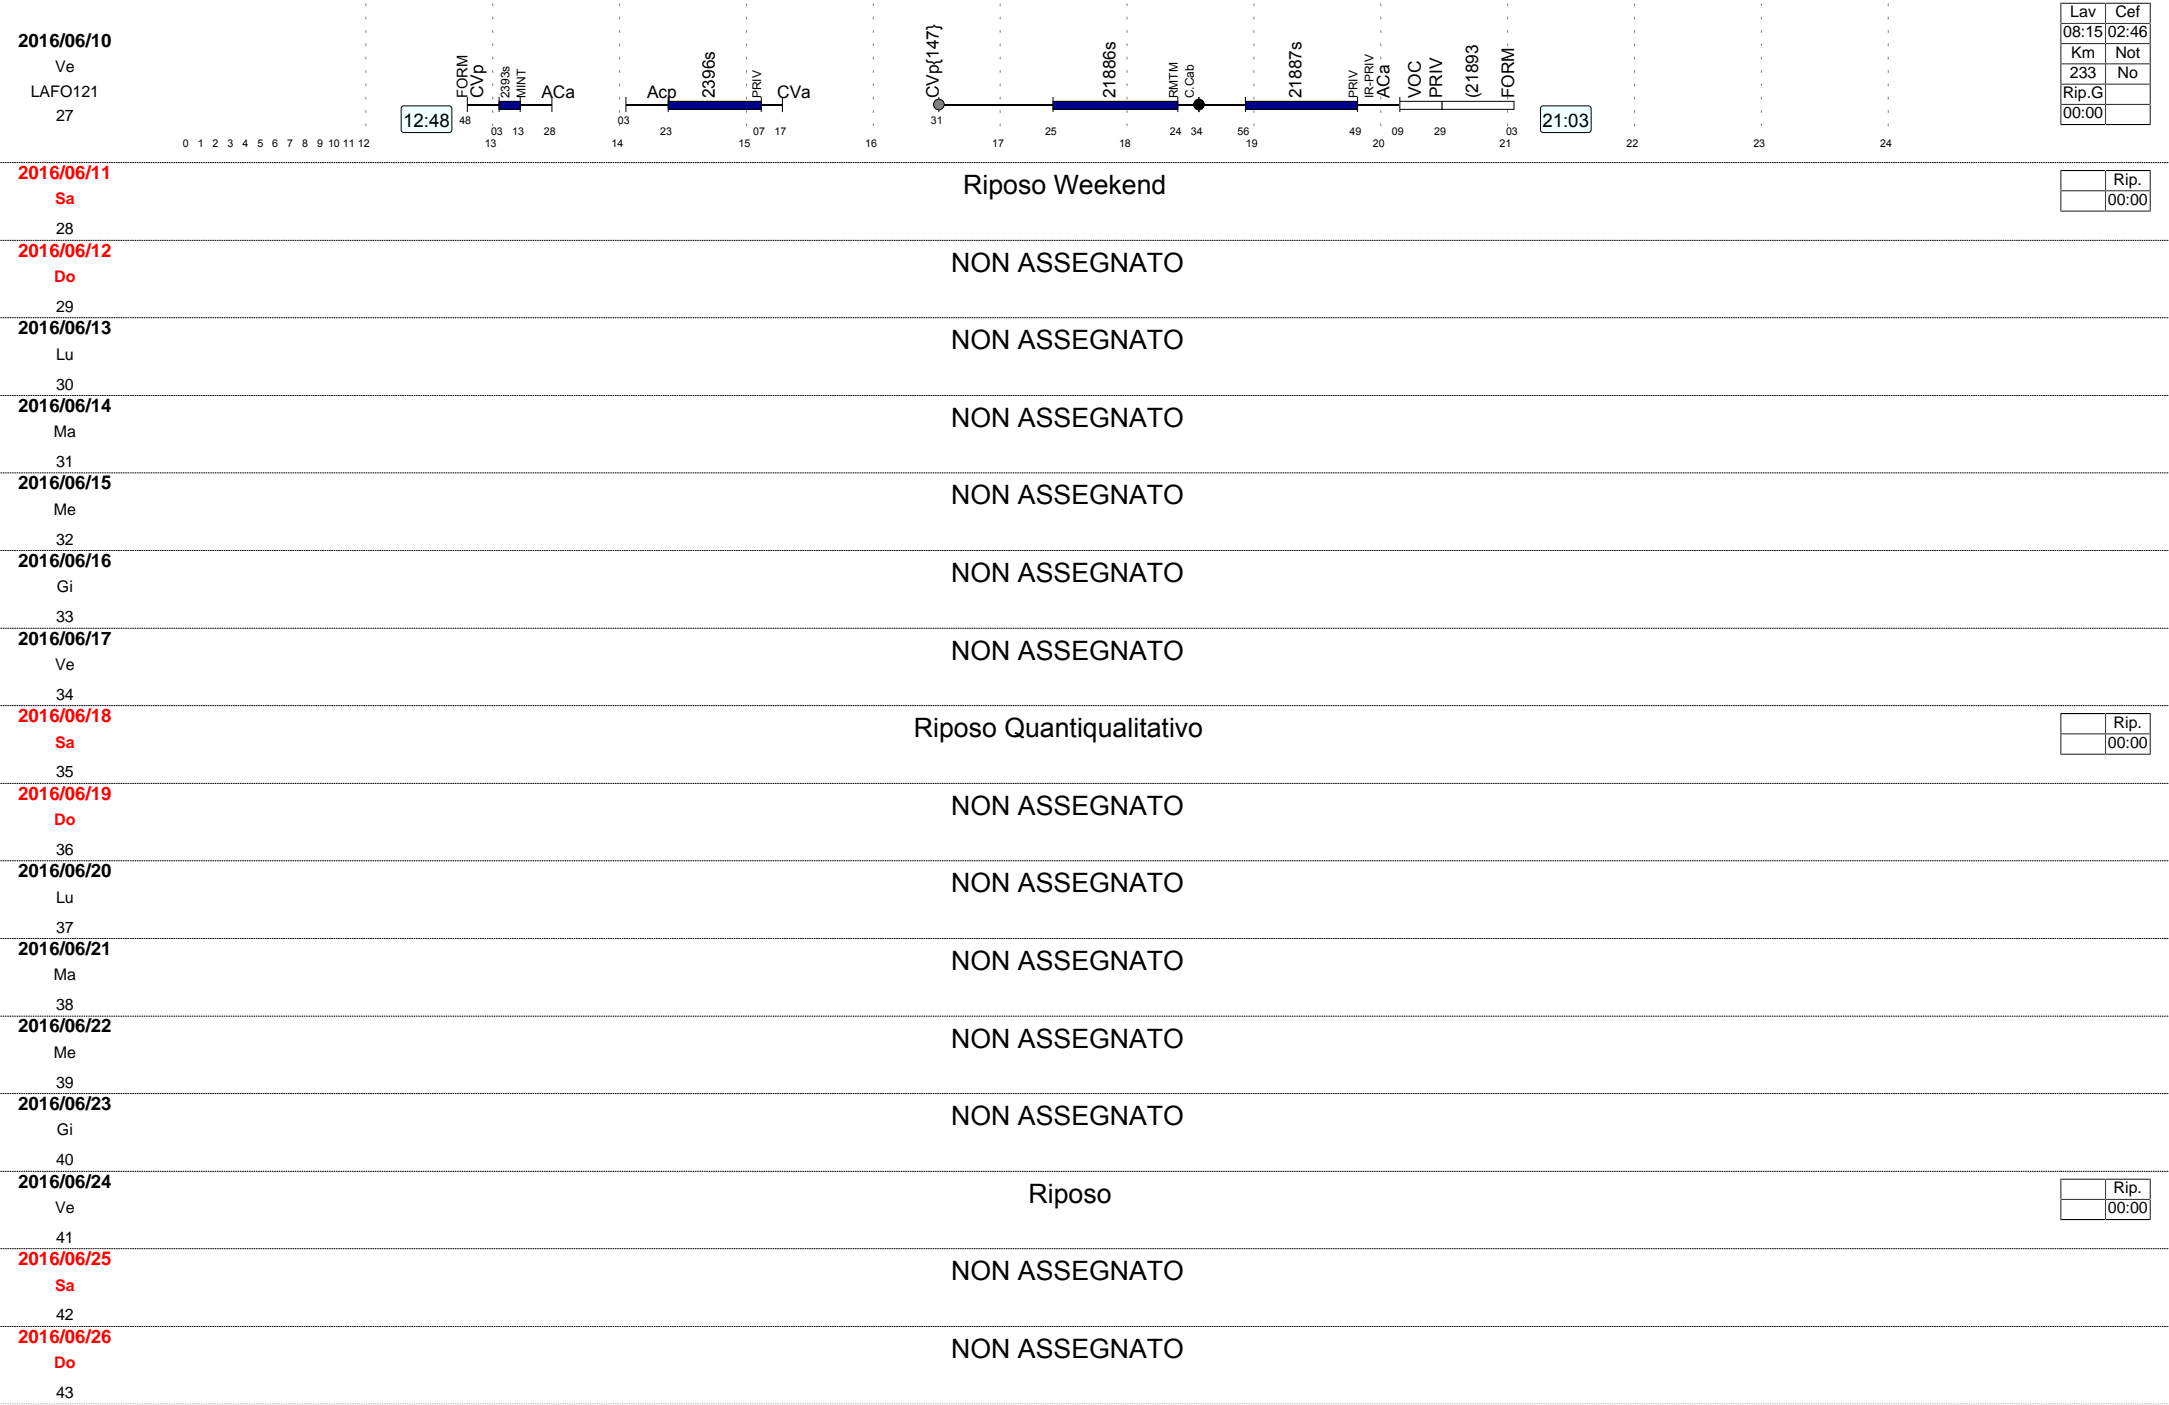 2016/06/10
Ve
LAFO121
27
12:48
FORM CVp 2393s MINT ACa
Acp 2396s PRIV CVa
CVp{147} 21886s RMTM C.Cab 21887s PRIV IR-PRIV ACa VOC PRIV (21893 FORM
21:03
48 03 13 28 03 23 07 17 31 25 24 34 56 49 09 29 03
0 1 2 3 4 5 6 7 8 9 10 11 12 13 14 15 16 17 18 19 20 21 22 23 24
Lav Cef
08:15 02:46
Km Not
233 No
Rip.G
00:00
2016/06/11
Sa
28
Riposo Weekend
Rip.
00:00
2016/06/12
Do
29
NON ASSEGNATO
2016/06/13
Lu
30
NON ASSEGNATO
2016/06/14
Ma
31
NON ASSEGNATO
2016/06/15
Me
32
NON ASSEGNATO
2016/06/16
Gi
33
NON ASSEGNATO
2016/06/17
Ve
34
NON ASSEGNATO
2016/06/18
Sa
35
Riposo Quantiqualitativo
Rip.
00:00
2016/06/19
Do
36
NON ASSEGNATO
2016/06/20
Lu
37
NON ASSEGNATO
2016/06/21
Ma
38
NON ASSEGNATO
2016/06/22
Me
39
NON ASSEGNATO
2016/06/23
Gi
40
NON ASSEGNATO
2016/06/24
Ve
41
Riposo
Rip.
00:00
2016/06/25
Sa
42
NON ASSEGNATO
2016/06/26
Do
43
NON ASSEGNATO